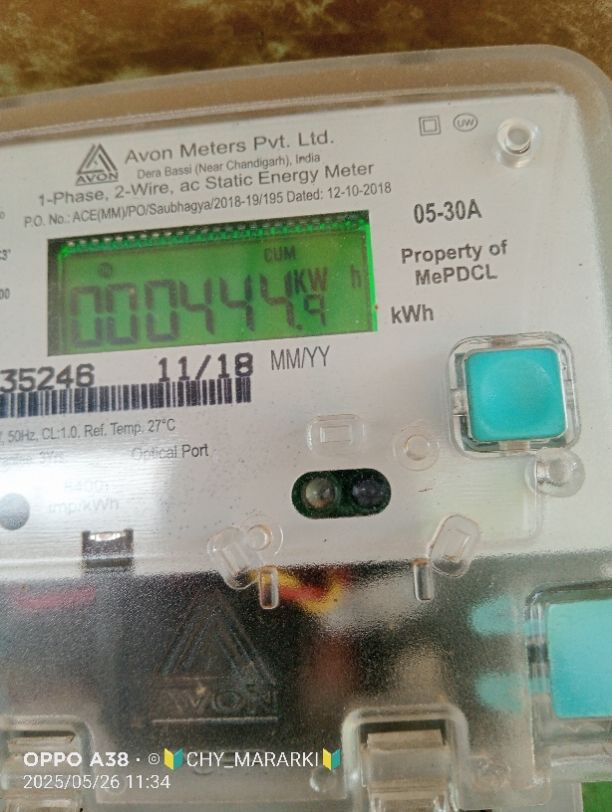 Avon Meters Pvt. Ltd.
AVON
Dera Bassi (Near Chandigarh), India
1-Phase, 2-Wire, ac Static Energy Meter
P.O. No.: ACE(MM)/PO/Saubhagya/2018-19/195 Dated: 12-10-2018
UW
05-30A
Property of
MePDCL
CUM
000444.9 KW h
kWh
35246 11/18 MM/YY
50Hz, CL:1.0. Ref. Temp. 27°C
Optical Port
imp/kWh
AVON
OPPO A38 · © 🔰CHY_MARARKI🔰
2025/05/26 11:34